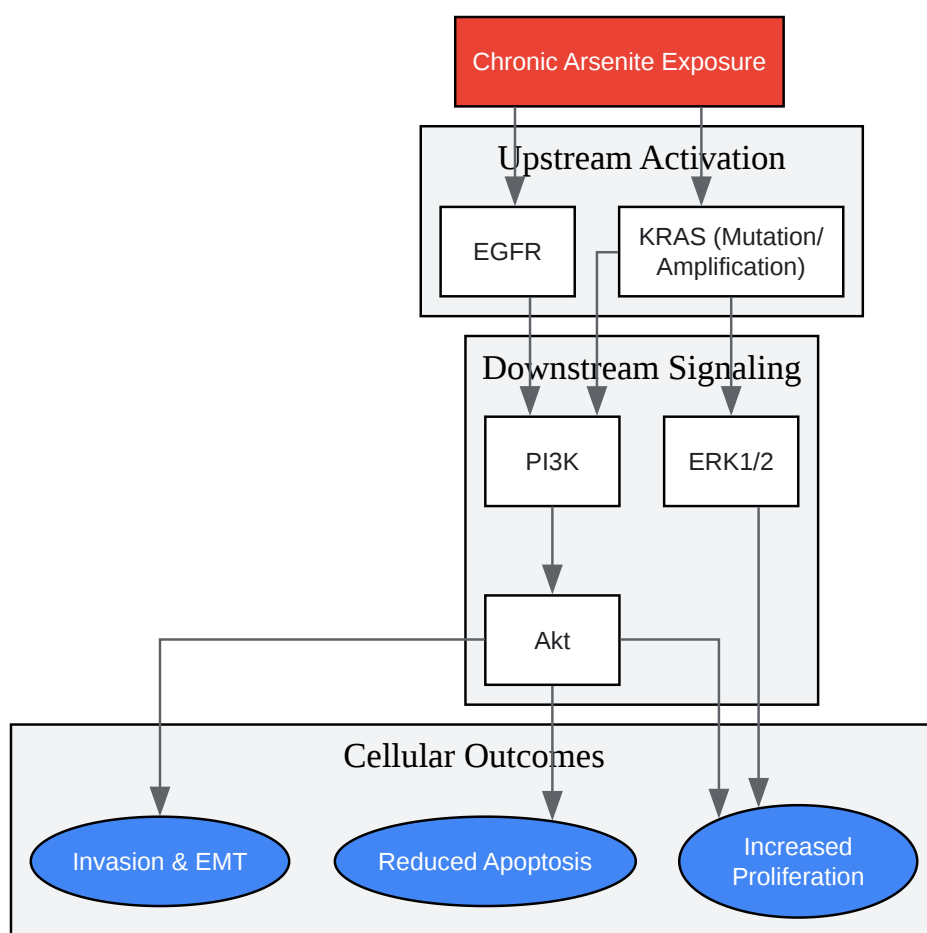 Chronic Arsenite Exposure
Upstream Activation
EGFR
KRAS (Mutation/
Amplification)
Downstream Signaling
PI3K
ERK1/2
Akt
Cellular Outcomes
Invasion & EMT
Reduced Apoptosis
Increased
Proliferation